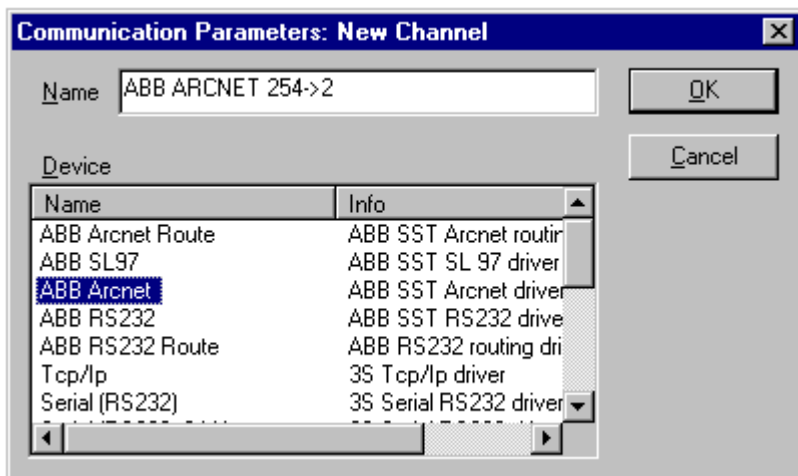 Communication Parameters: New Channel
Name ABB ARCNET 254->2 OK
Cancel
Device
Name Info
ABB Arcnet Route ABB SST Arcnet routin
ABB SL97 ABB SST SL 97 driver
ABB Arcnet ABB SST Arcnet driver
ABB RS232 ABB SST RS232 drive
ABB RS232 Route ABB RS232 routing dri
Tcp/Ip 3S Tcp/Ip driver
Serial (RS232) 3S Serial RS232 driver